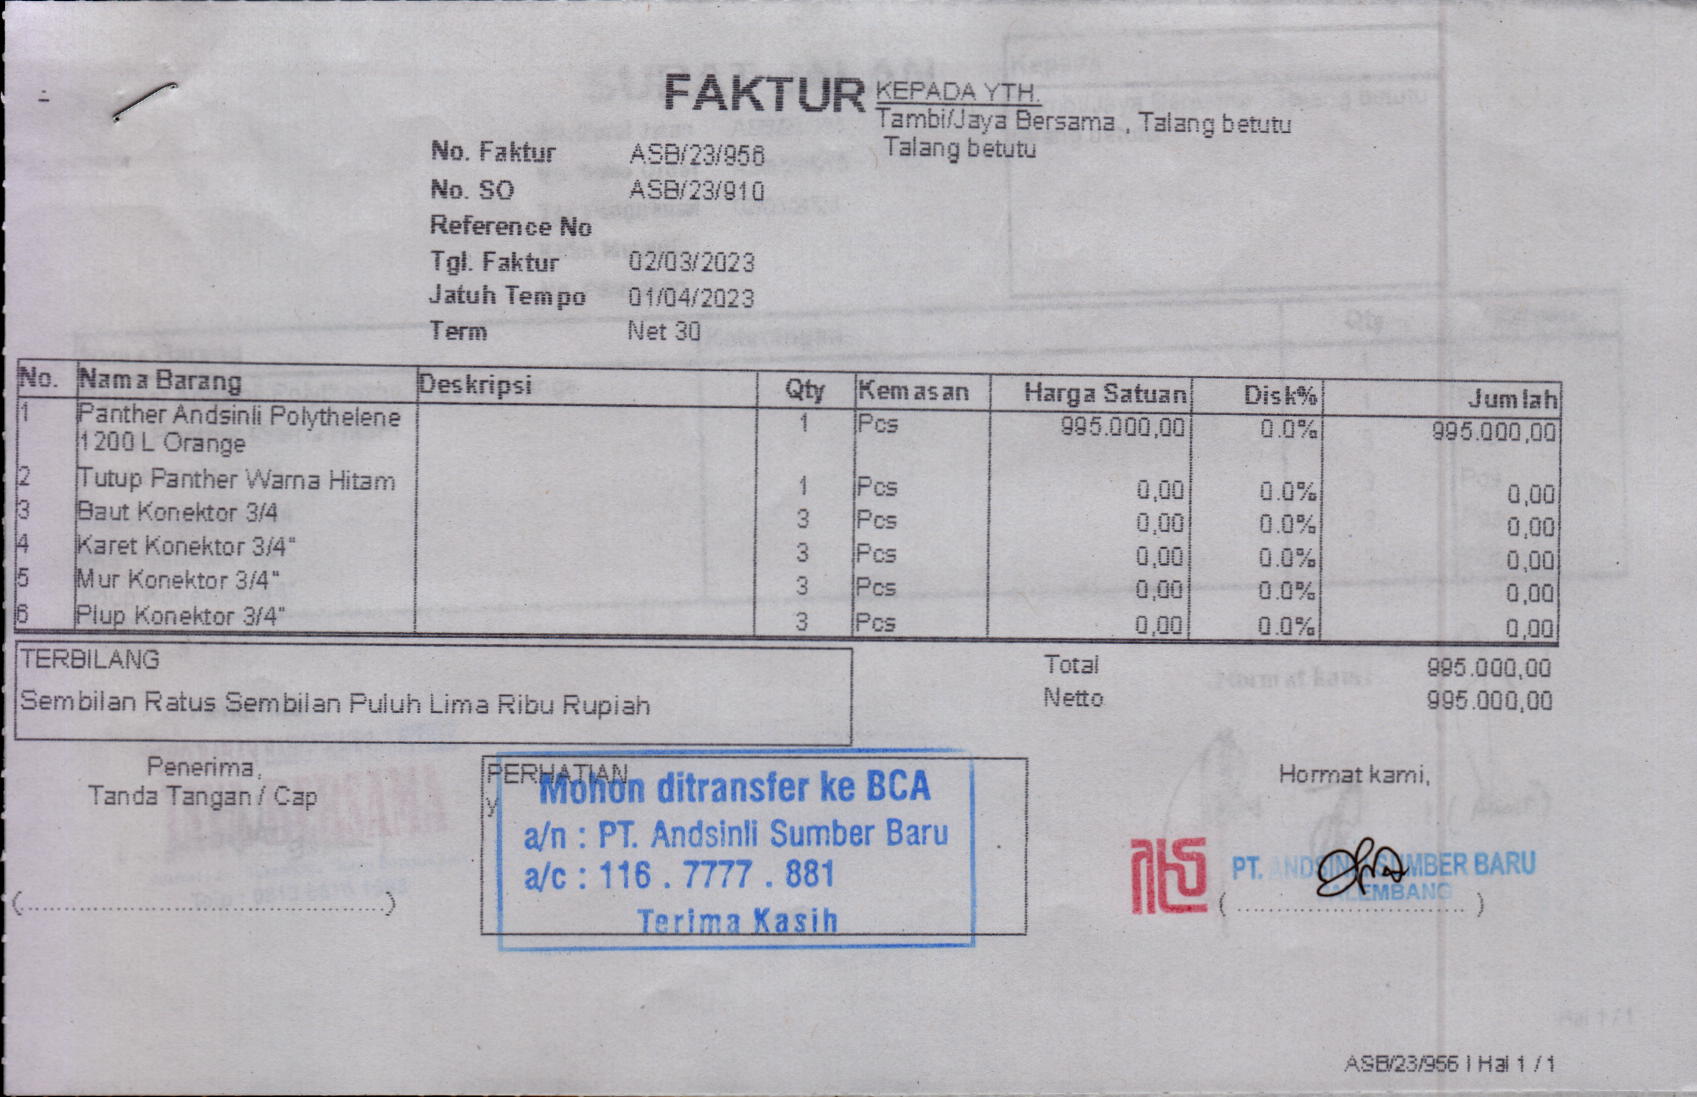 FAKTUR
KEPADA YTH.
Tambi/Jaya Bersama , Talang betutu
Talang betutu
No. Faktur ASB/23/956
No. SO ASB/23/910
Reference No
Tgl. Faktur 02/03/2023
Jatuh Tempo 01/04/2023
Term Net 30
No. Nama Barang Deskripsi Qty Kemasan Harga Satuan Disk% Jumlah
1 Panther Andsinli Polythelene 1 Pcs 995.000,00 0.0% 995.000,00
1200 L Orange
2 Tutup Panther Warna Hitam 1 Pcs 0,00 0.0% 0,00
3 Baut Konektor 3/4 3 Pcs 0,00 0.0% 0,00
4 Karet Konektor 3/4" 3 Pcs 0,00 0.0% 0,00
5 Mur Konektor 3/4" 3 Pcs 0,00 0.0% 0,00
6 Plup Konektor 3/4" 3 Pcs 0,00 0.0% 0,00
TERBILANG
Sembilan Ratus Sembilan Puluh Lima Ribu Rupiah
Total 995.000,00
Netto 995.000,00
Penerima,
Tanda Tangan / Cap
(..............................................)
PERHATIAN
y
Mohon ditransfer ke BCA
a/n : PT. Andsinli Sumber Baru
a/c : 116 . 7777 . 881
Terima Kasih
Hormat kami,
PT. ANDSINLI SUMBER BARU
PALEMBANG
(..............................)
ASB/23/956 | Hal 1 / 1